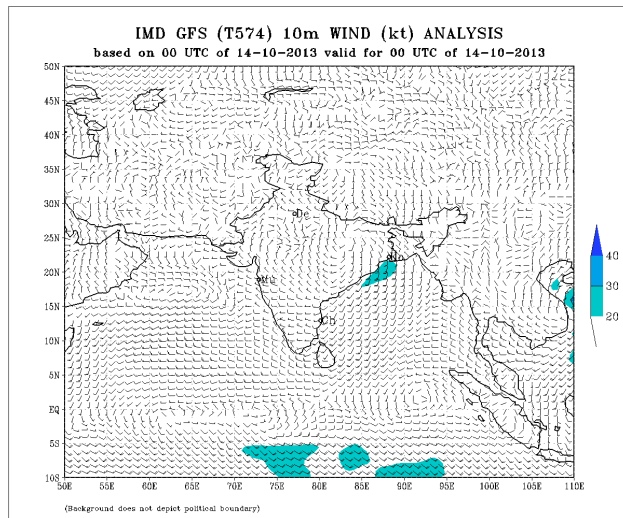 IMD GFS (T574) 10m WIND (kt) ANALYSIS
based on 00 UTC of 14-10-2013 valid for 00 UTC of 14-10-2013
50N
45N
40N
35N
30N
25N
20N
15N
10N
5N
EQ
5S
10S
50E 55E 60E 65E 70E 75E 80E 85E 90E 95E 100E 105E 110E
De
Mu
Ch
40
30
20
(Background does not depict political boundary)